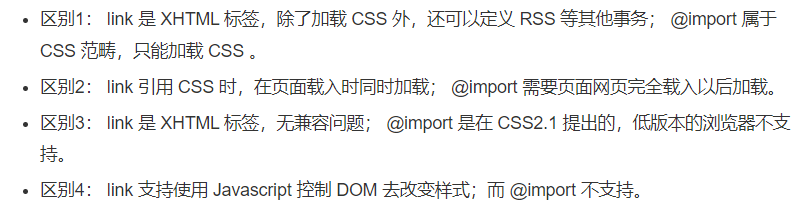 区别1： link 是 XHTML 标签，除了加载 CSS 外，还可以定义 RSS 等其他事务； @import 属于
CSS 范畴，只能加载 CSS 。
区别2： link 引用 CSS 时，在页面载入时同时加载； @import 需要页面网页完全载入以后加载。
区别3： link 是 XHTML 标签，无兼容问题； @import 是在 CSS2.1 提出的，低版本的浏览器不支
持。
区别4： link 支持使用 Javascript 控制 DOM 去改变样式；而 @import 不支持。